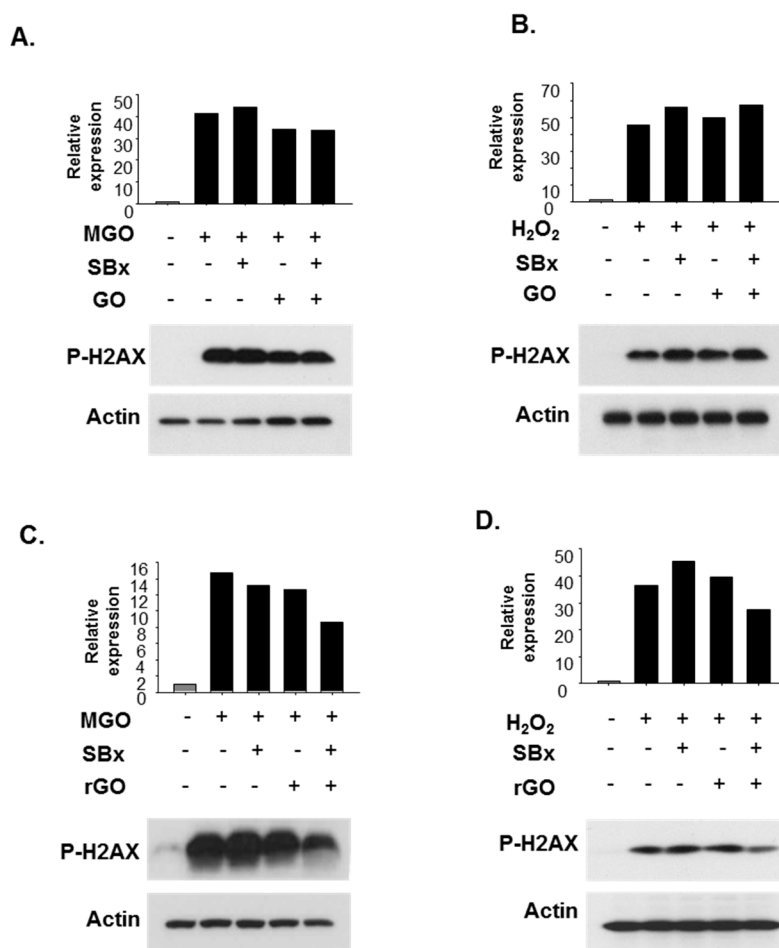 A.
Relative
expression
50
40
30
20
10
0
MGO - + + + +
SBx - - + - +
GO - - - + +
P-H2AX
Actin
B.
Relative
expression
70
50
30
10
0
H₂O₂ - + + + +
SBx - - + - +
GO - - - + +
P-H2AX
Actin
C.
Relative
expression
16
14
12
10
8
4
2
2
MGO - + + + +
SBx - - + - +
rGO - - - + +
P-H2AX
Actin
D.
Relative
expression
50
40
30
20
10
0
H₂O₂ - + + + +
SBx - - + - +
rGO - - - + +
P-H2AX
Actin